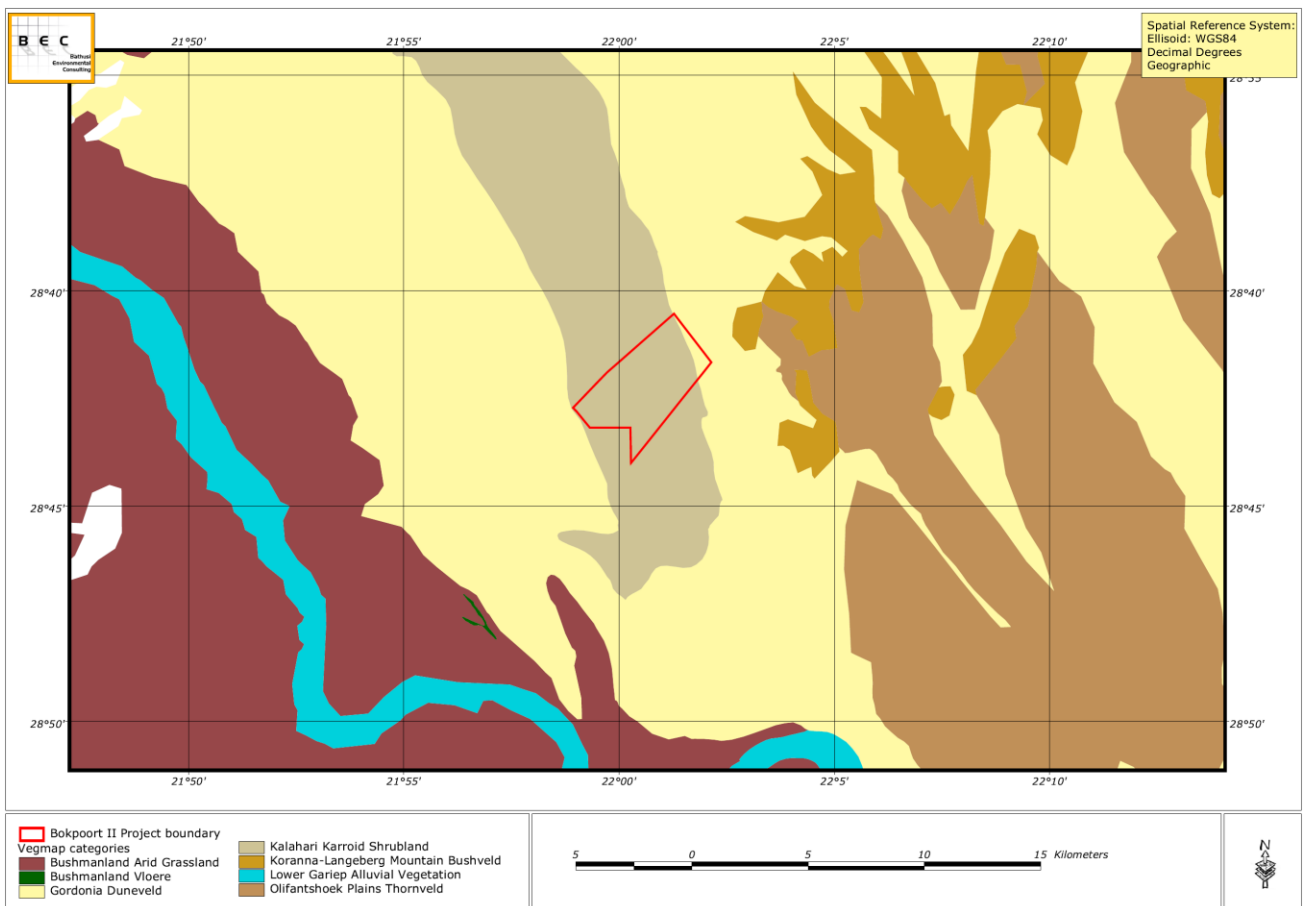 B E C
Bathusi
Environmental
Consulting
Spatial Reference System:
Ellisoid: WGS84
Decimal Degrees
Geographic
21°50' 21°55' 22°00' 22°5' 22°10'
28°35'
28°40' 28°40'
28°45' 28°45'
28°50' 28°50'
21°50' 21°55' 22°00' 22°5' 22°10'
Bokpoort II Project boundary
Vegmap categories
Bushmanland Arid Grassland
Bushmanland Vloere
Gordonia Duneveld
Kalahari Karroid Shrubland
Koranna-Langeberg Mountain Bushveld
Lower Gariep Alluvial Vegetation
Olifantshoek Plains Thornveld
5 0 5 10 15 Kilometers
N